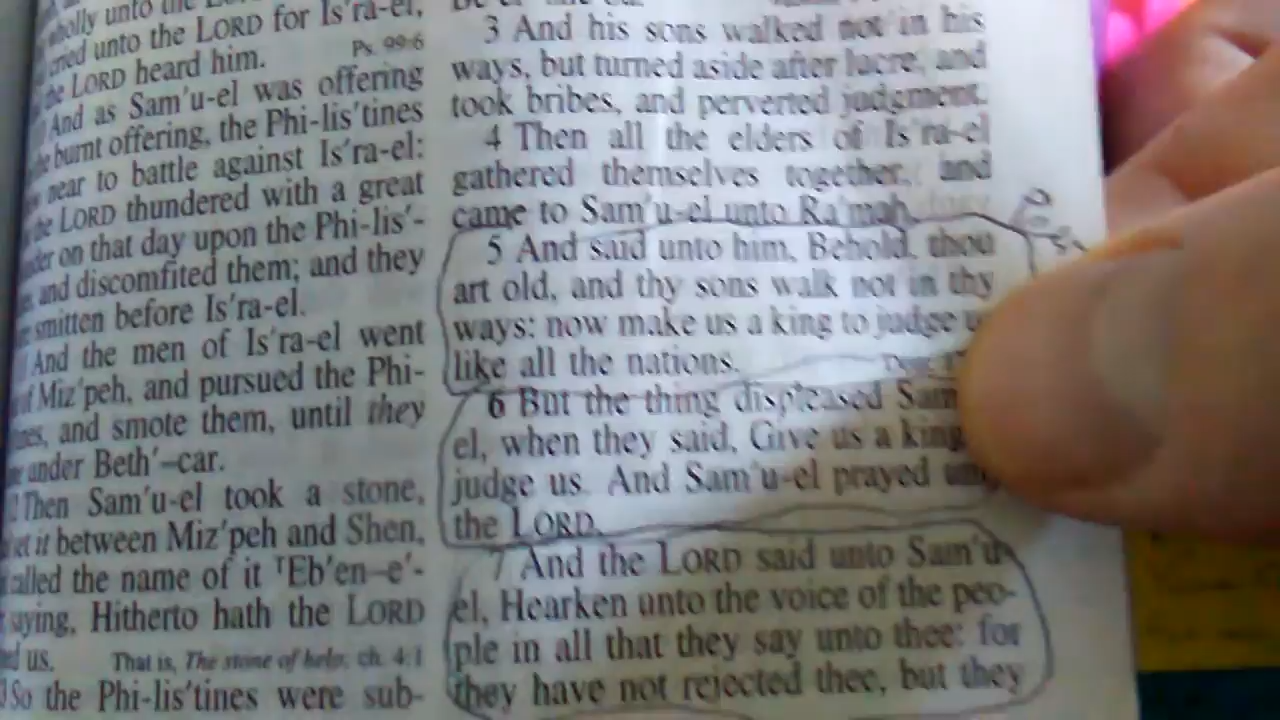 wholly unto the
cried unto the LORD for Is'ra-el,
the LORD heard him. Ps. 99:6
And as Sam'u-el was offering
the burnt offering, the Phi-lis'tines
near to battle against Is'ra-el:
the LORD thundered with a great
on that day upon the Phi-lis'-
and discomfited them; and they
smitten before Is'ra-el.
And the men of Is'ra-el went
of Miz'peh, and pursued the Phi-
and smote them, until they
under Beth'–car.
Then Sam'u-el took a stone,
set it between Miz'peh and Shen,
called the name of it Eb'en–e'-
saying, Hitherto hath the LORD
us. That is, The stone of help: ch. 4:1
So the Phi-lis'tines were sub-
3 And his sons walked not in his
ways, but turned aside after lucre, and
took bribes, and perverted judgment.
4 Then all the elders of Is'ra-el
gathered themselves together, and
came to Sam'u-el unto Ra'mah,
5 And said unto him, Behold, thou
art old, and thy sons walk not in thy
ways: now make us a king to judge
like all the nations.
6 But the thing displeased Sam
el, when they said, Give us a king
judge us. And Sam'u-el prayed
the LORD.
7 And the LORD said unto Sam'u-
el, Hearken unto the voice of the peo-
ple in all that they say unto thee: for
they have not rejected thee, but they